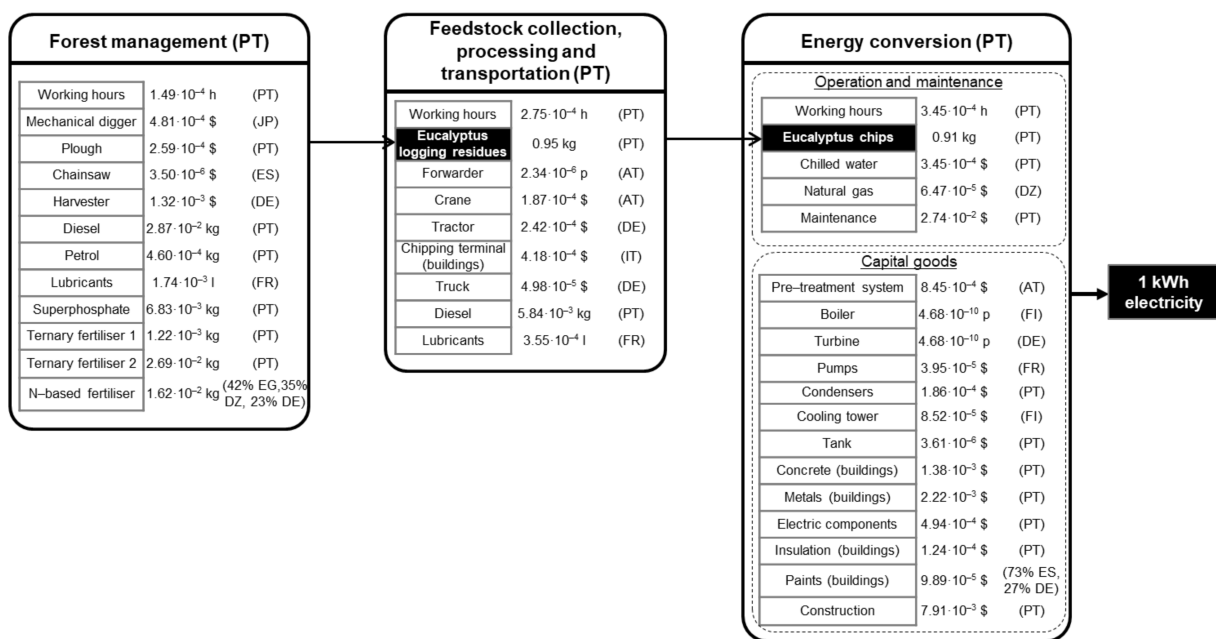 Forest management (PT)
Working hours 1.49·10⁻⁴ h (PT)
Mechanical digger 4.81·10⁻⁴ $ (JP)
Plough 2.59·10⁻⁴ $ (PT)
Chainsaw 3.50·10⁻⁶ $ (ES)
Harvester 1.32·10⁻³ $ (DE)
Diesel 2.87·10⁻² kg (PT)
Petrol 4.60·10⁻⁴ kg (PT)
Lubricants 1.74·10⁻³ l (FR)
Superphosphate 6.83·10⁻³ kg (PT)
Ternary fertiliser 1 1.22·10⁻³ kg (PT)
Ternary fertiliser 2 2.69·10⁻² kg (PT)
N–based fertiliser 1.62·10⁻² kg (42% EG,35%
DZ, 23% DE)
Feedstock collection,
processing and
transportation (PT)
Working hours 2.75·10⁻⁴ h (PT)
Eucalyptus
logging residues 0.95 kg (PT)
Forwarder 2.34·10⁻⁶ p (AT)
Crane 1.87·10⁻⁴ $ (AT)
Tractor 2.42·10⁻⁴ $ (DE)
Chipping terminal
(buildings) 4.18·10⁻⁴ $ (IT)
Truck 4.98·10⁻⁵ $ (DE)
Diesel 5.84·10⁻³ kg (PT)
Lubricants 3.55·10⁻⁴ l (FR)
Energy conversion (PT)
Operation and maintenance
Working hours 3.45·10⁻⁴ h (PT)
Eucalyptus chips 0.91 kg (PT)
Chilled water 3.45·10⁻⁴ $ (PT)
Natural gas 6.47·10⁻⁵ $ (DZ)
Maintenance 2.74·10⁻² $ (PT)
Capital goods
Pre–treatment system 8.45·10⁻⁴ $ (AT)
Boiler 4.68·10⁻¹⁰ p (FI)
Turbine 4.68·10⁻¹⁰ p (DE)
Pumps 3.95·10⁻⁵ $ (FR)
Condensers 1.86·10⁻⁴ $ (PT)
Cooling tower 8.52·10⁻⁵ $ (FI)
Tank 3.61·10⁻⁶ $ (PT)
Concrete (buildings) 1.38·10⁻³ $ (PT)
Metals (buildings) 2.22·10⁻³ $ (PT)
Electric components 4.94·10⁻⁴ $ (PT)
Insulation (buildings) 1.24·10⁻⁴ $ (PT)
Paints (buildings) 9.89·10⁻⁵ $ (73% ES,
27% DE)
Construction 7.91·10⁻³ $ (PT)
1 kWh
electricity